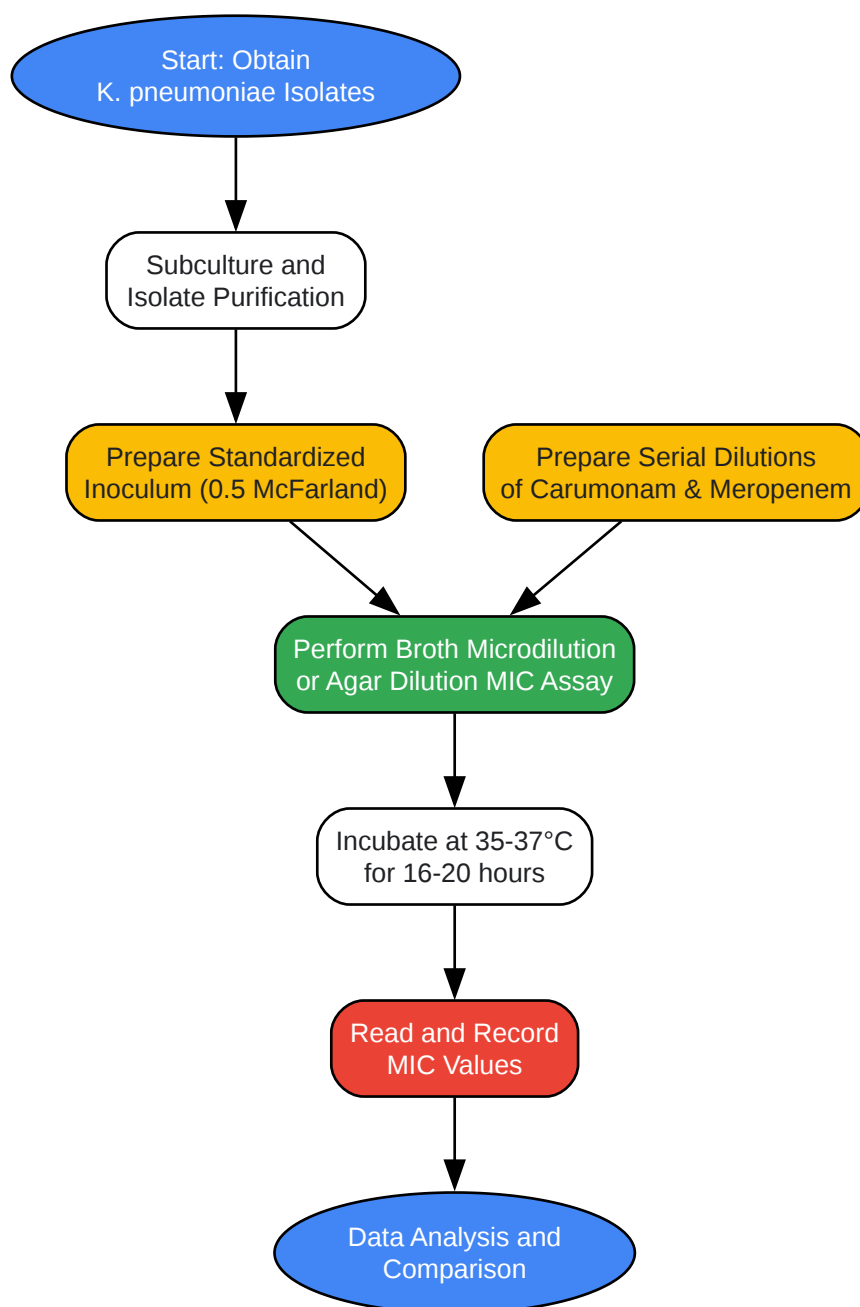 Start: Obtain
K. pneumoniae Isolates
Subculture and
Isolate Purification
Prepare Standardized
Inoculum (0.5 McFarland)
Prepare Serial Dilutions
of Carumonam & Meropenem
Perform Broth Microdilution
or Agar Dilution MIC Assay
Incubate at 35-37°C
for 16-20 hours
Read and Record
MIC Values
Data Analysis and
Comparison